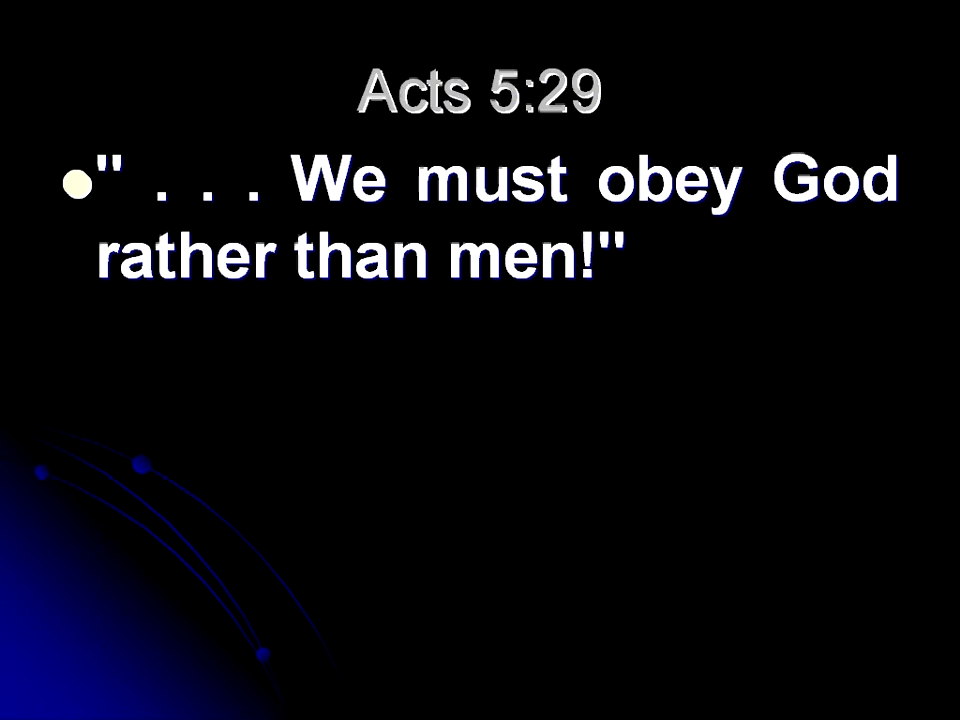 Acts 5:29
● " . . . We must obey God
rather than men!"